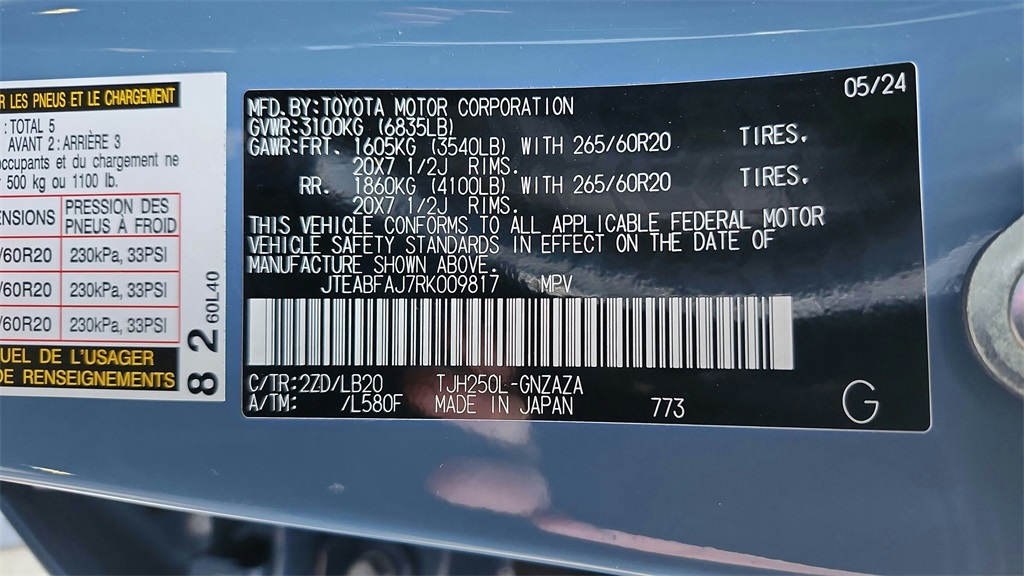 R LES PNEUS ET LE CHARGEMENT
: TOTAL 5
AVANT 2: ARRIÈRE 3
occupants et du chargement ne
500 kg ou 1100 lb.
PRESSION DES
PNEUS À FROID
/60R20 230kPa, 33PSI
/60R20 230kPa, 33PSI
/60R20 230kPa, 33PSI
UEL DE L'USAGER
DE RENSEIGNEMENTS
82 60L40
05/24
MFD. BY:TOYOTA MOTOR CORPORATION
GVWR:3100KG (6835LB)
GAWR:FRT. 1605KG (3540LB) WITH 265/60R20 TIRES.
20X7 1/2J RIMS.
RR. 1860KG (4100LB) WITH 265/60R20 TIRES.
20X7 1/2J RIMS.
THIS VEHICLE CONFORMS TO ALL APPLICABLE FEDERAL MOTOR
VEHICLE SAFETY STANDARDS IN EFFECT ON THE DATE OF
MANUFACTURE SHOWN ABOVE.
JTEABFAJ7RK009817 MPV
C/TR:2ZD/LB20 TJH250L-GNZAZA
A/TM: /L580F MADE IN JAPAN 773
G